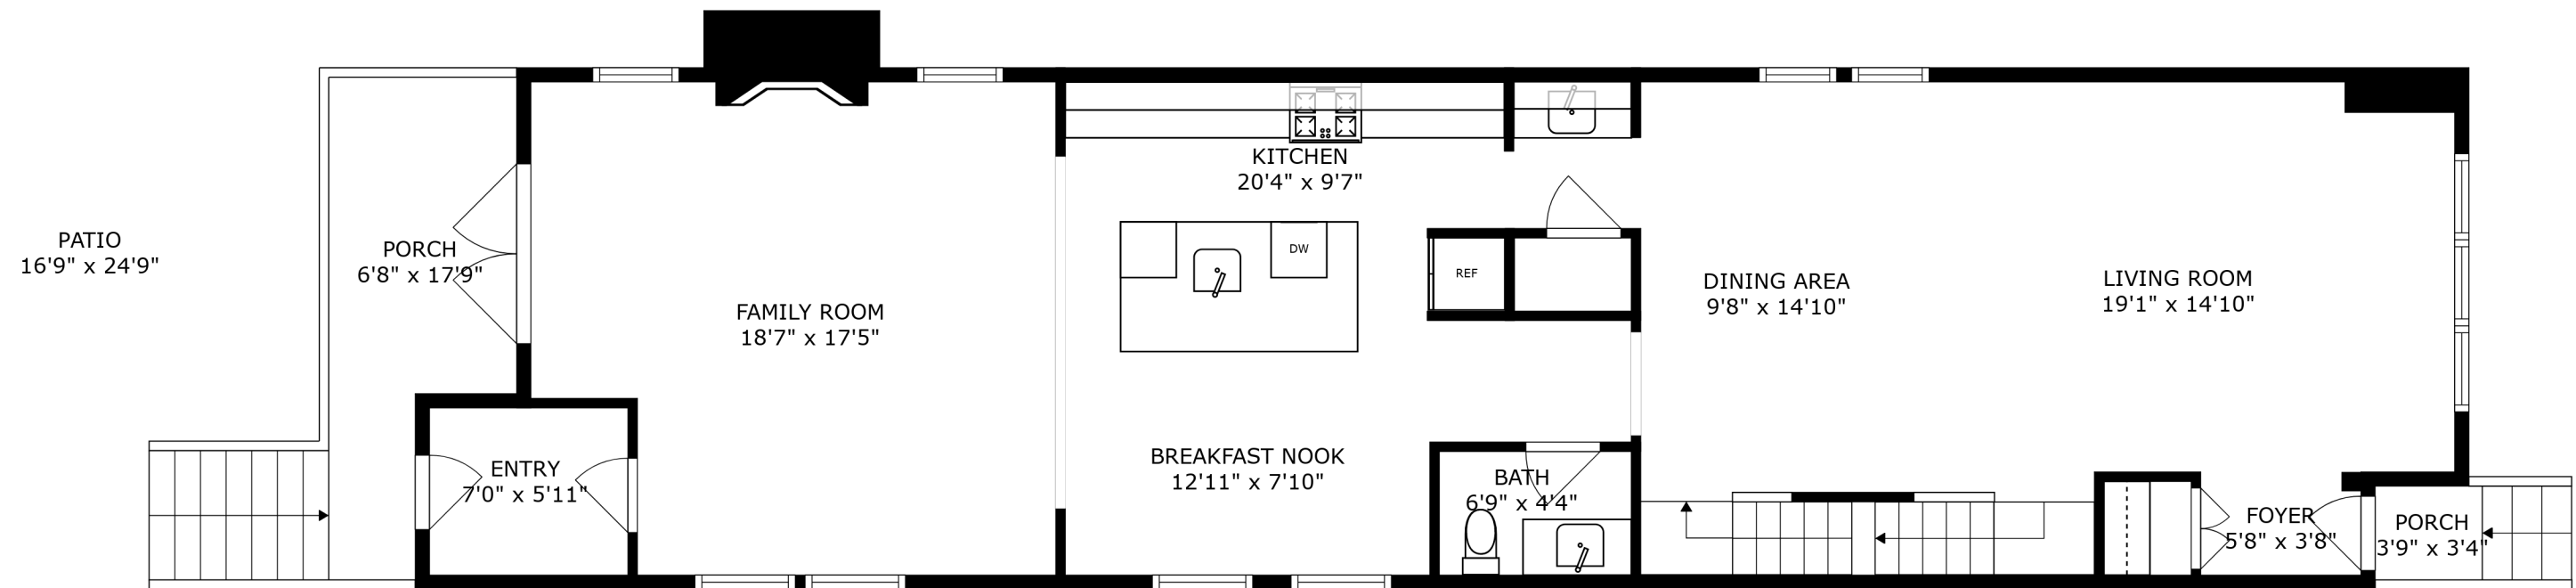 PATIO
16'9" x 24'9"
PORCH
6'8" x 17'9"
ENTRY
7'0" x 5'11"
FAMILY ROOM
18'7" x 17'5"
KITCHEN
20'4" x 9'7"
DW
REF
BREAKFAST NOOK
12'11" x 7'10"
BATH
6'9" x 4'4"
DINING AREA
9'8" x 14'10"
LIVING ROOM
19'1" x 14'10"
FOYER
5'8" x 3'8"
PORCH
3'9" x 3'4"